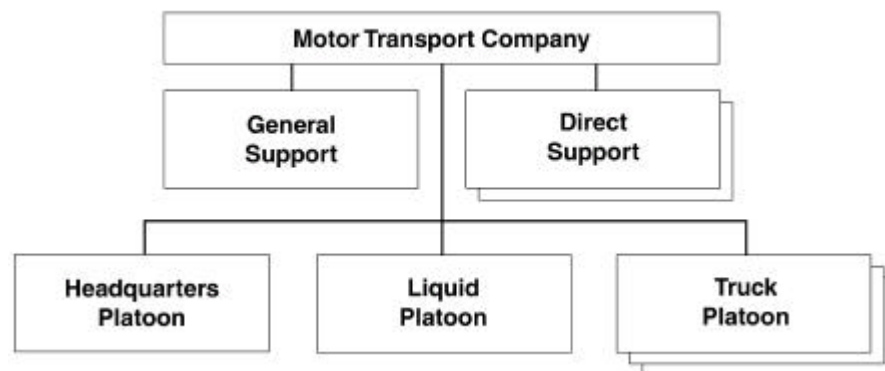 Motor Transport Company
General
Support
Direct
Support
Headquarters
Platoon
Liquid
Platoon
Truck
Platoon